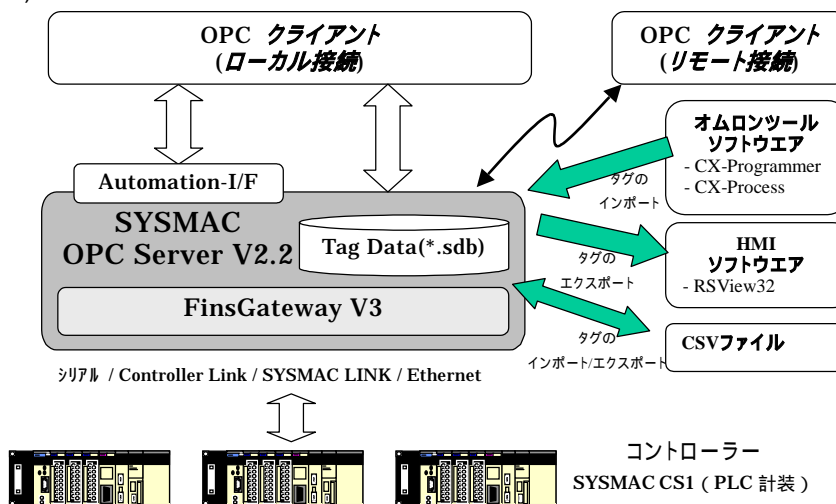 OPC クライアント
(ローカル接続)
OPC クライアント
(リモート接続)
オムロンツール
ソフトウエア
- CX-Programmer
- CX-Process
Automation-I/F
タグの
インポート
SYSMAC
OPC Server V2.2
Tag Data(*.sdb)
HMI
ソフトウエア
- RSView32
タグの
エクスポート
FinsGateway V3
CSVファイル
タグの
インポート/エクスポート
シリアル / Controller Link / SYSMAC LINK / Ethernet
コントローラー
SYSMAC CS1（PLC 計装）